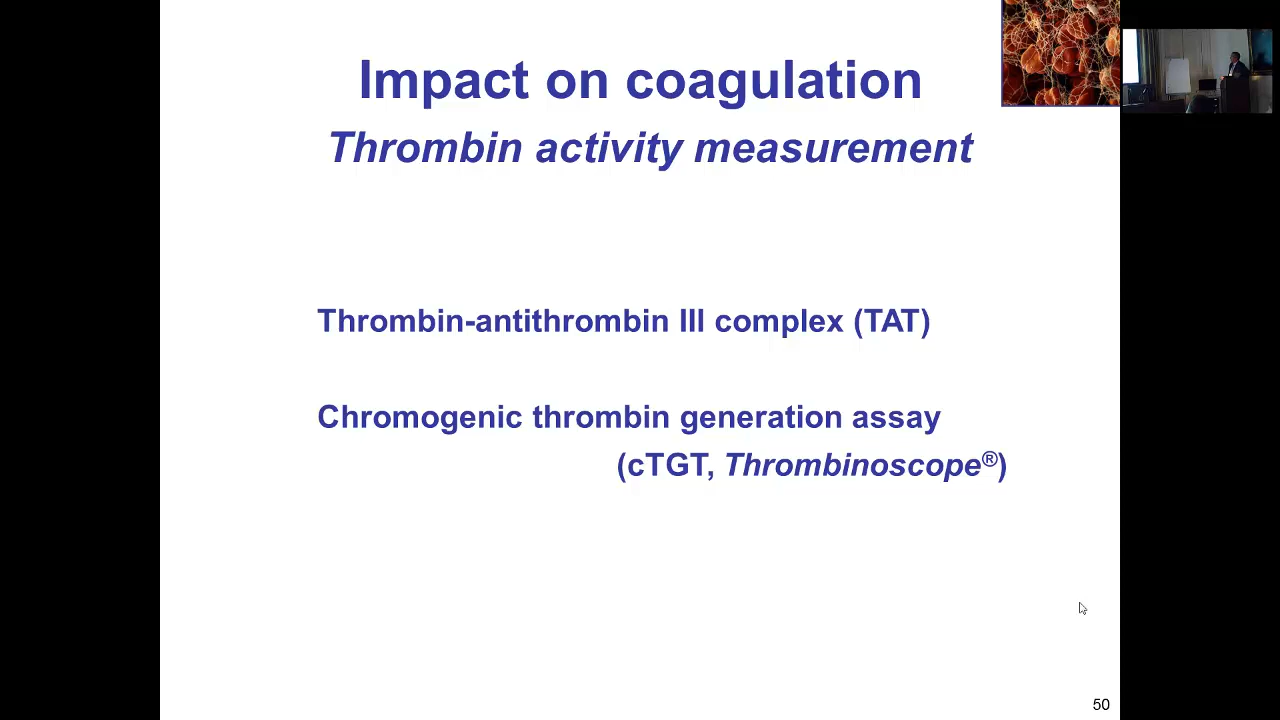 Impact on coagulation
Thrombin activity measurement
Thrombin-antithrombin III complex (TAT)
Chromogenic thrombin generation assay
(cTGT, Thrombinoscope®)
50